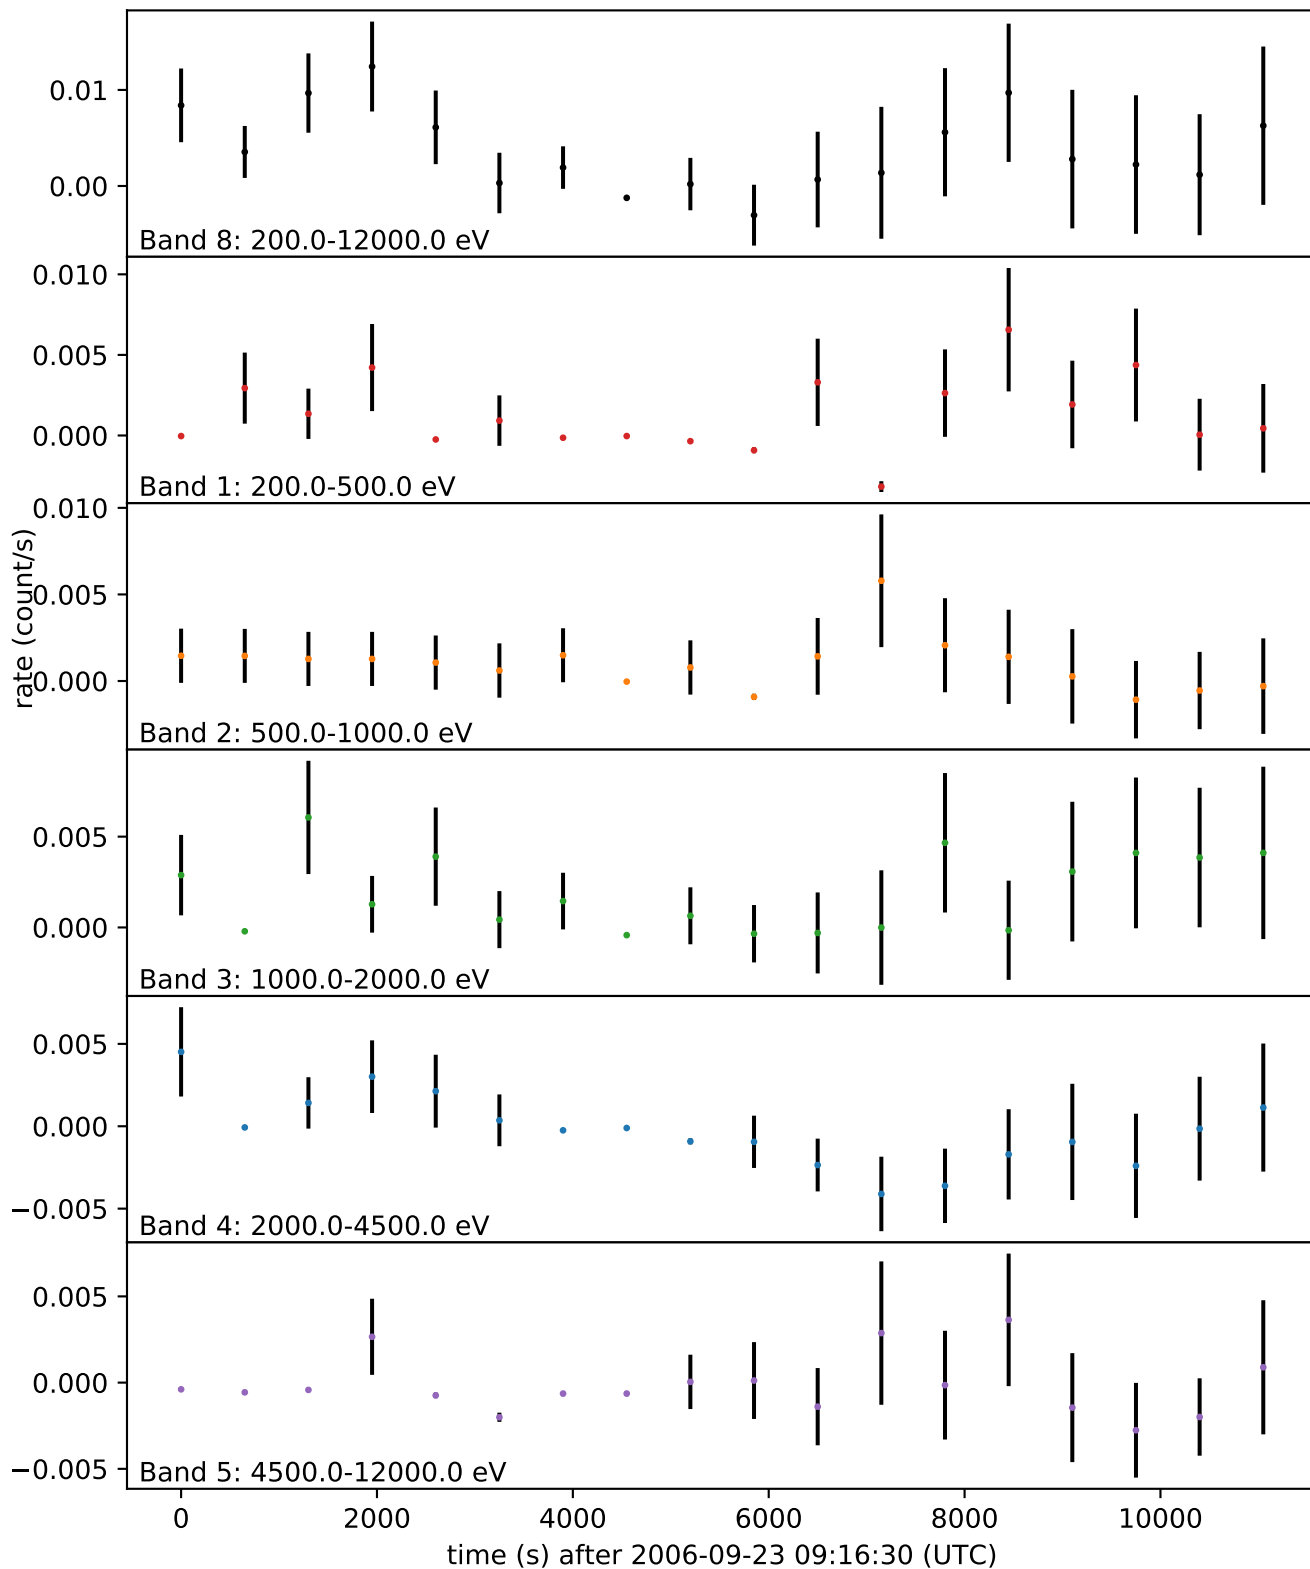 0.01
0.00
Band 8: 200.0-12000.0 eV
0.010
0.005
0.000
Band 1: 200.0-500.0 eV
0.010
0.005
0.000
Band 2: 500.0-1000.0 eV
rate (count/s)
0.005
0.000
Band 3: 1000.0-2000.0 eV
0.005
0.000
−0.005
Band 4: 2000.0-4500.0 eV
0.005
0.000
−0.005
Band 5: 4500.0-12000.0 eV
0 2000 4000 6000 8000 10000
time (s) after 2006-09-23 09:16:30 (UTC)